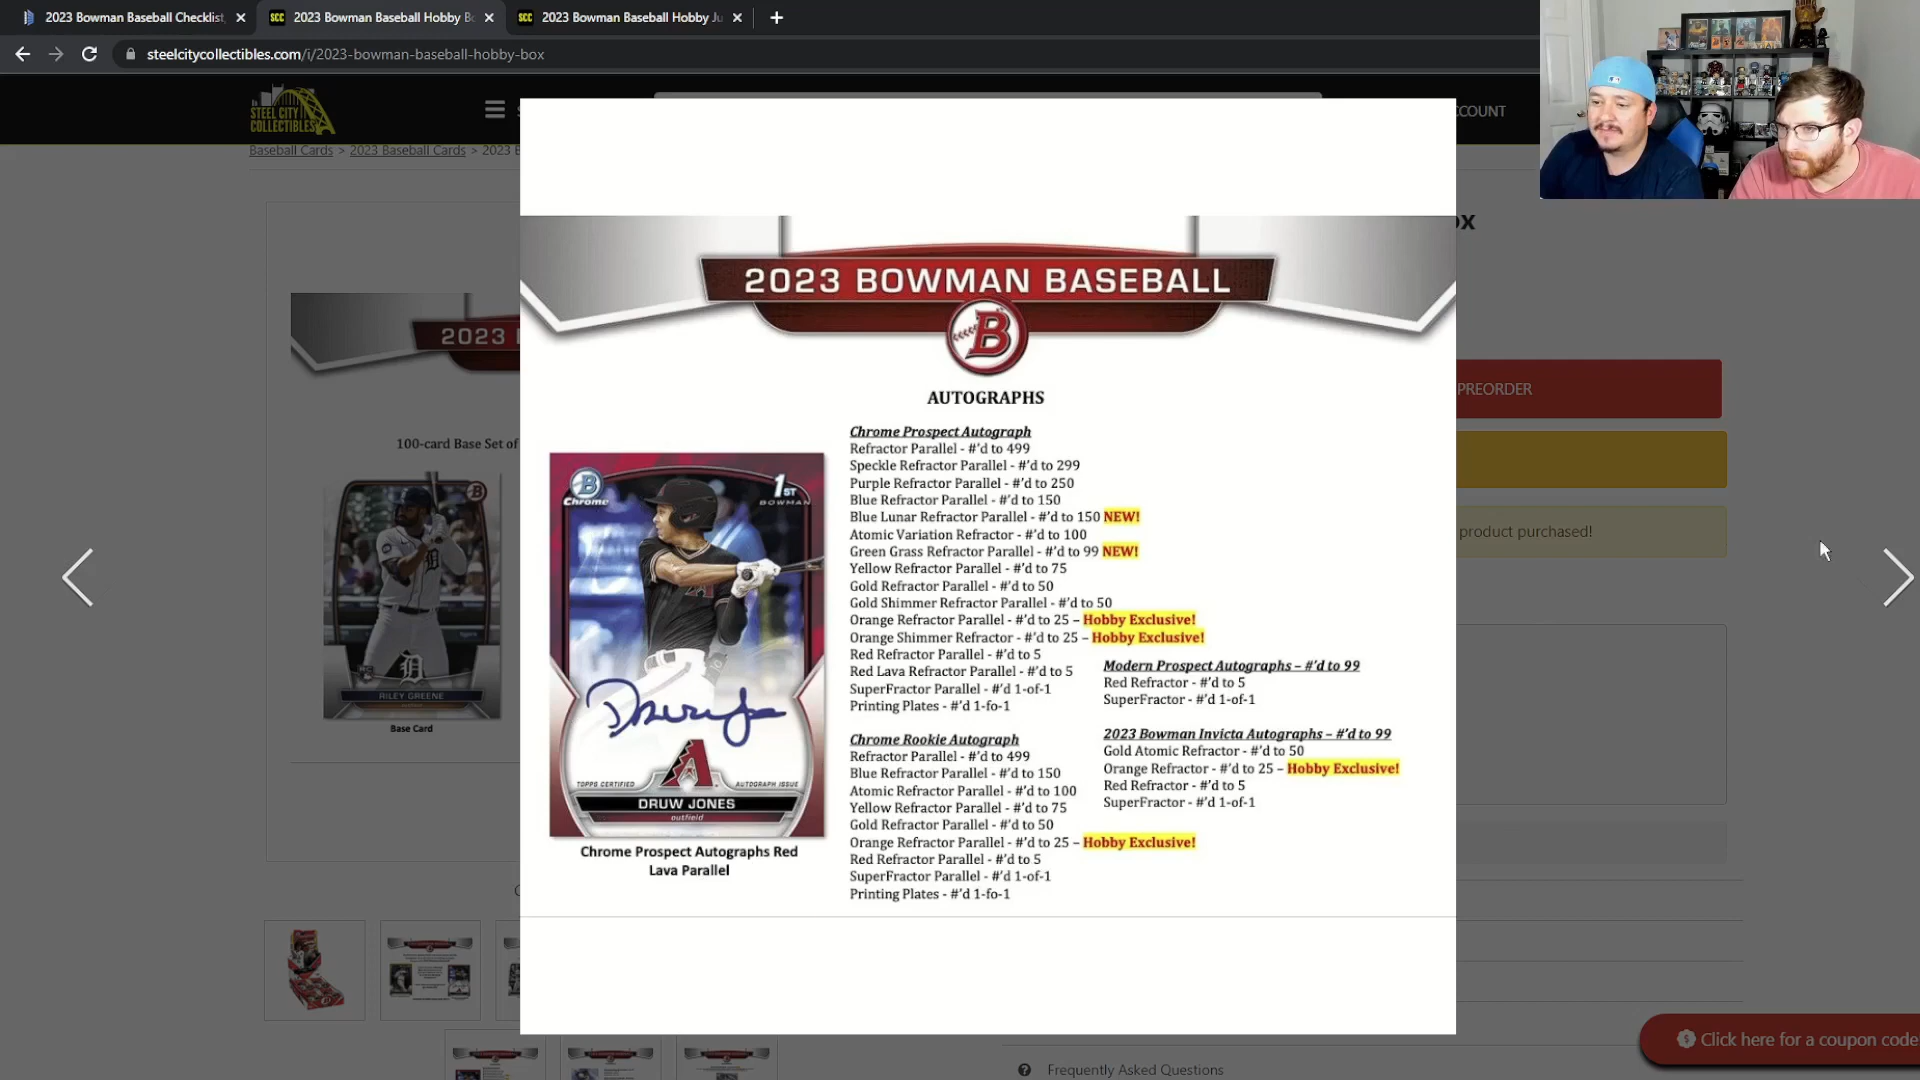 2023 Bowman Baseball Checklist,
2023 Bowman Baseball Hobby Bo
2023 Bowman Baseball Hobby Ju
steelcitycollectibles.com/i/2023-bowman-baseball-hobby-box
STEEL CITY
COLLECTIBLES
S
CCOUNT
Baseball Cards > 2023 Baseball Cards > 2023 B
ox
2023 BOWMAN BASEBALL
B
AUTOGRAPHS
Chrome Prospect Autograph
Refractor Parallel - #'d to 499
Speckle Refractor Parallel - #'d to 299
Purple Refractor Parallel - #'d to 250
Blue Refractor Parallel - #'d to 150
Blue Lunar Refractor Parallel - #'d to 150 NEW!
Atomic Variation Refractor - #'d to 100
Green Grass Refractor Parallel - #'d to 99 NEW!
Yellow Refractor Parallel - #'d to 75
Gold Refractor Parallel - #'d to 50
Gold Shimmer Refractor Parallel - #'d to 50
Orange Refractor Parallel - #'d to 25 – Hobby Exclusive!
Orange Shimmer Refractor - #'d to 25 – Hobby Exclusive!
Red Refractor Parallel - #'d to 5
Red Lava Refractor Parallel - #'d to 5
SuperFractor Parallel - #'d 1-of-1
Printing Plates - #'d 1-fo-1
Chrome Rookie Autograph
Refractor Parallel - #'d to 499
Blue Refractor Parallel - #'d to 150
Atomic Refractor Parallel - #'d to 100
Yellow Refractor Parallel - #'d to 75
Gold Refractor Parallel - #'d to 50
Orange Refractor Parallel - #'d to 25 – Hobby Exclusive!
Red Refractor Parallel - #'d to 5
SuperFractor Parallel - #'d 1-of-1
Printing Plates - #'d 1-fo-1
Modern Prospect Autographs – #'d to 99
Red Refractor - #'d to 5
SuperFractor - #'d 1-of-1
2023 Bowman Invicta Autographs – #'d to 99
Gold Atomic Refractor - #'d to 50
Orange Refractor - #'d to 25 – Hobby Exclusive!
Red Refractor - #'d to 5
SuperFractor - #'d 1-of-1
B
Chrome
1ST
BOWMAN
TOPPS CERTIFIED
AUTOGRAPH ISSUE
DRUW JONES
outfield
Chrome Prospect Autographs Red
Lava Parallel
2023
100-card Base Set of
RILEY GREENE
Base Card
PREORDER
product purchased!
Click here for a coupon code
Frequently Asked Questions